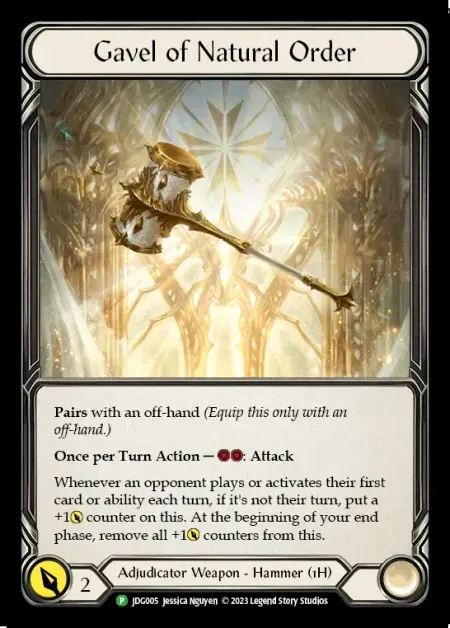 Gavel of Natural Order
Pairs with an off-hand (Equip this only with an
off-hand.)
Once per Turn Action — : Attack
Whenever an opponent plays or activates their first
card or ability each turn, if it's not their turn, put a
+1 counter on this. At the beginning of your end
phase, remove all +1 counters from this.
2
Adjudicator Weapon - Hammer (1H)
P JDG005 Jessica Nguyen © 2023 Legend Story Studios